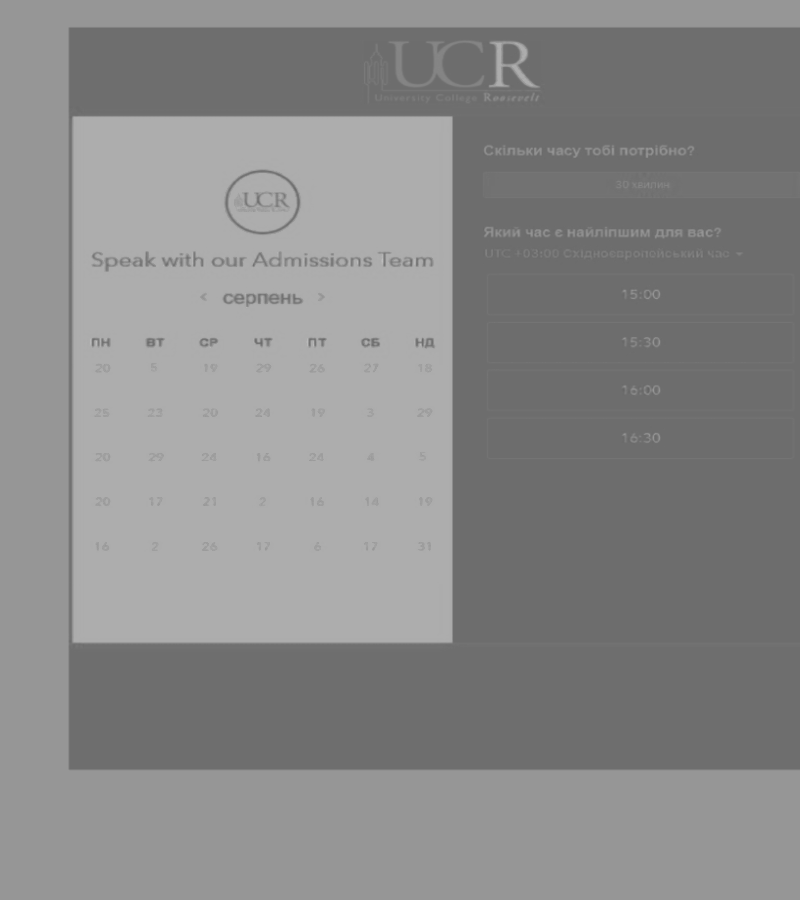 UCR
University College Roosevelt
UCR
Speak with our Admissions Team
< серпень >
ПН ВТ СР ЧТ ПТ СБ НД
20 5 19 29 26 27 18
25 23 20 24 19 3 29
20 29 24 16 24 4 5
20 17 21 2 16 14 19
16 2 26 17 6 17 31
Скільки часу тобі потрібно?
30 хвилин
Який час є найліпшим для вас?
UTC +03:00 Східноєвропейський час
15:00
15:30
16:00
16:30